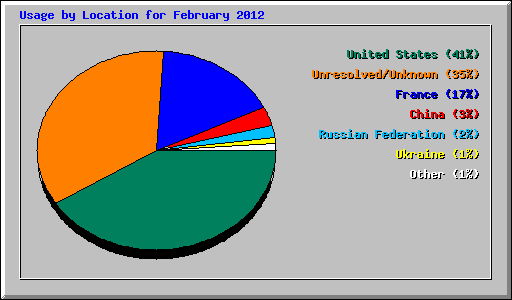 Usage by Location for February 2012
United States (41%)
Unresolved/Unknown (35%)
France (17%)
China (3%)
Russian Federation (2%)
Ukraine (1%)
Other (1%)